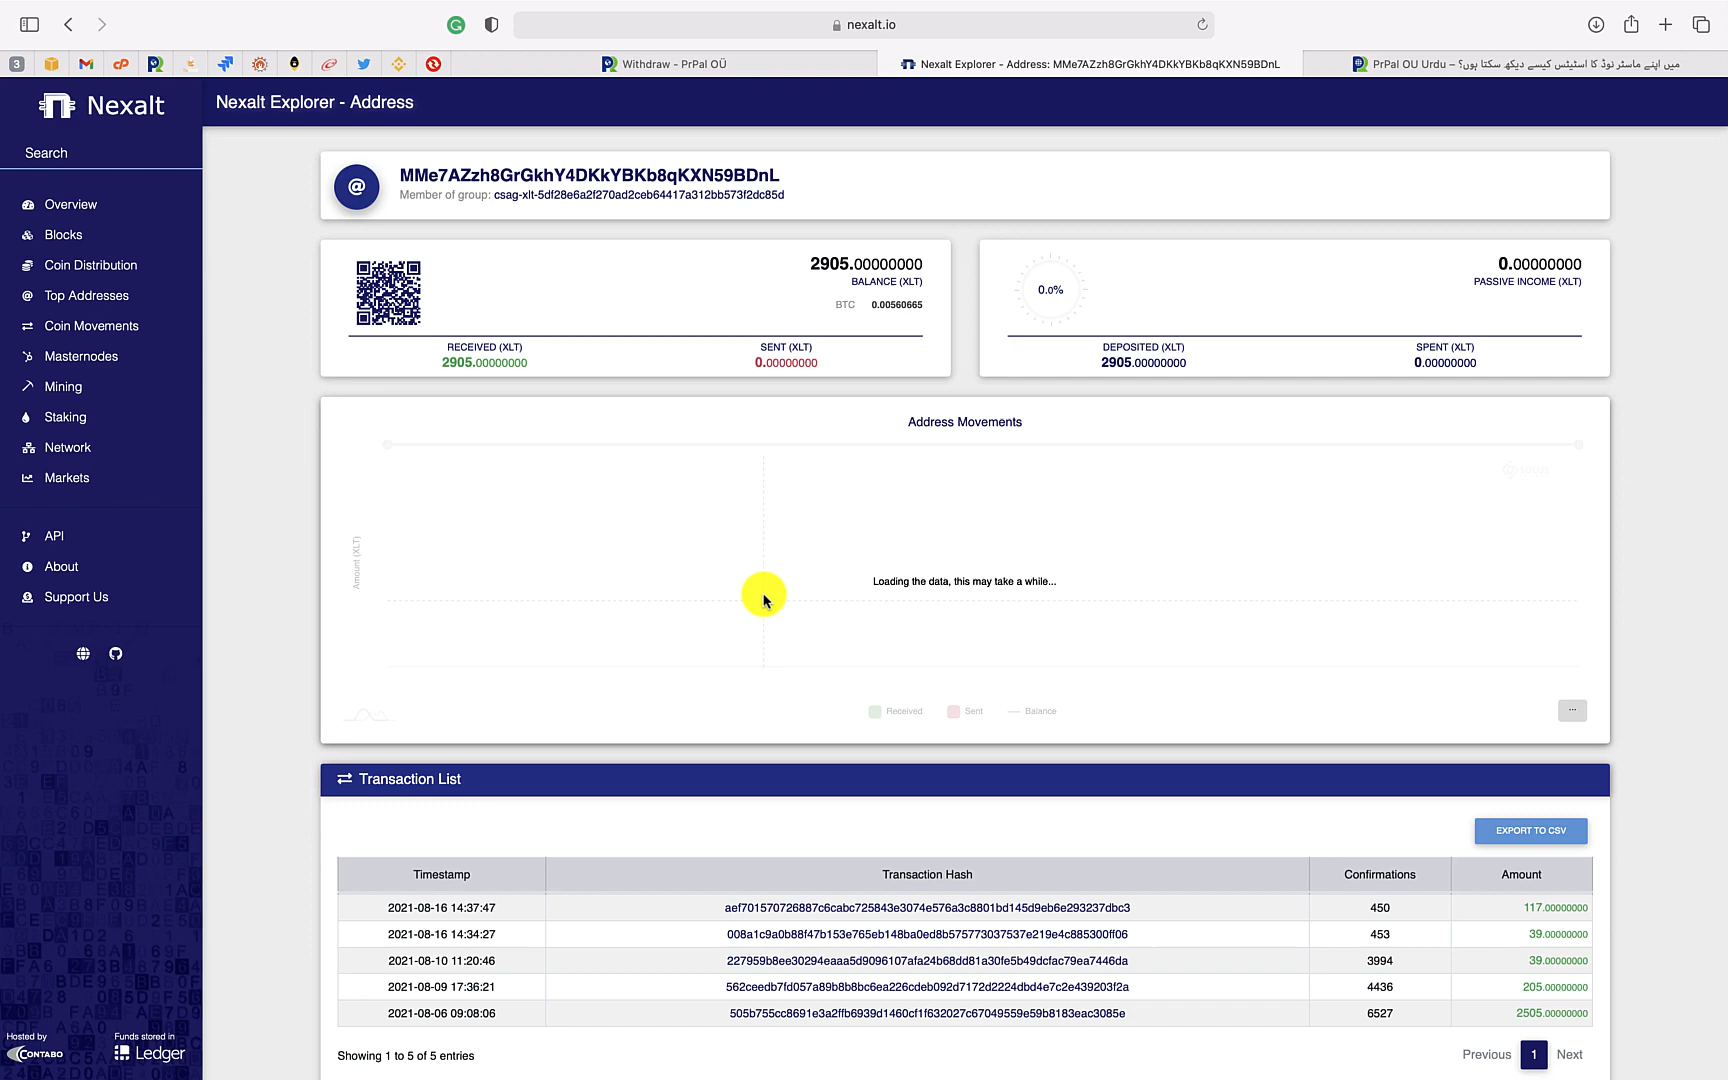 nexalt.io
3
Withdraw - PrPal OÜ
Nexalt Explorer - Address: MMe7AZzh8GrGkhY4DKkYBKb8qKXN59BDnL
میں اپنے ماسٹر نوڈ کا اسٹیٹس کیسے دیکھ سکتا ہوں؟ – PrPal OU Urdu
Nexalt
Nexalt Explorer - Address
Search
Overview
Blocks
Coin Distribution
Top Addresses
Coin Movements
Masternodes
Mining
Staking
Network
Markets
API
About
Support Us
Hosted by
CONTABO
Funds stored in
Ledger
MMe7AZzh8GrGkhY4DKkYBKb8qKXN59BDnL
Member of group: csag-xlt-5df28e6a2f270ad2ceb64417a312bb573f2dc85d
2905.00000000
BALANCE (XLT)
BTC 0.00560665
RECEIVED (XLT) SENT (XLT)
2905.00000000 0.00000000
0.0%
0.00000000
PASSIVE INCOME (XLT)
DEPOSITED (XLT) SPENT (XLT)
2905.00000000 0.00000000
Address Movements
Amount (XLT)
Loading the data, this may take a while...
Received Sent Balance
...
Transaction List
EXPORT TO CSV
Timestamp Transaction Hash Confirmations Amount
2021-08-16 14:37:47 aef701570726887c6cabc725843e3074e576a3c8801bd145d9eb6e293237dbc3 450 117.00000000
2021-08-16 14:34:27 008a1c9a0b88f47b153e765eb148ba0ed8b575773037537e219e4c885300ff06 453 39.00000000
2021-08-10 11:20:46 227959b8ee30294eaaa5d9096107afa24b68dd81a30fe5b49dcfac79ea7446da 3994 39.00000000
2021-08-09 17:36:21 562ceedb7fd057a89b8b8bc6ea226cdeb092d7172d2224dbd4e7c2e439203f2a 4436 205.00000000
2021-08-06 09:08:06 505b755cc8691e3a2ffb6939d1460cf1f632027c67049559e59b8183eac3085e 6527 2505.00000000
Showing 1 to 5 of 5 entries
Previous 1 Next